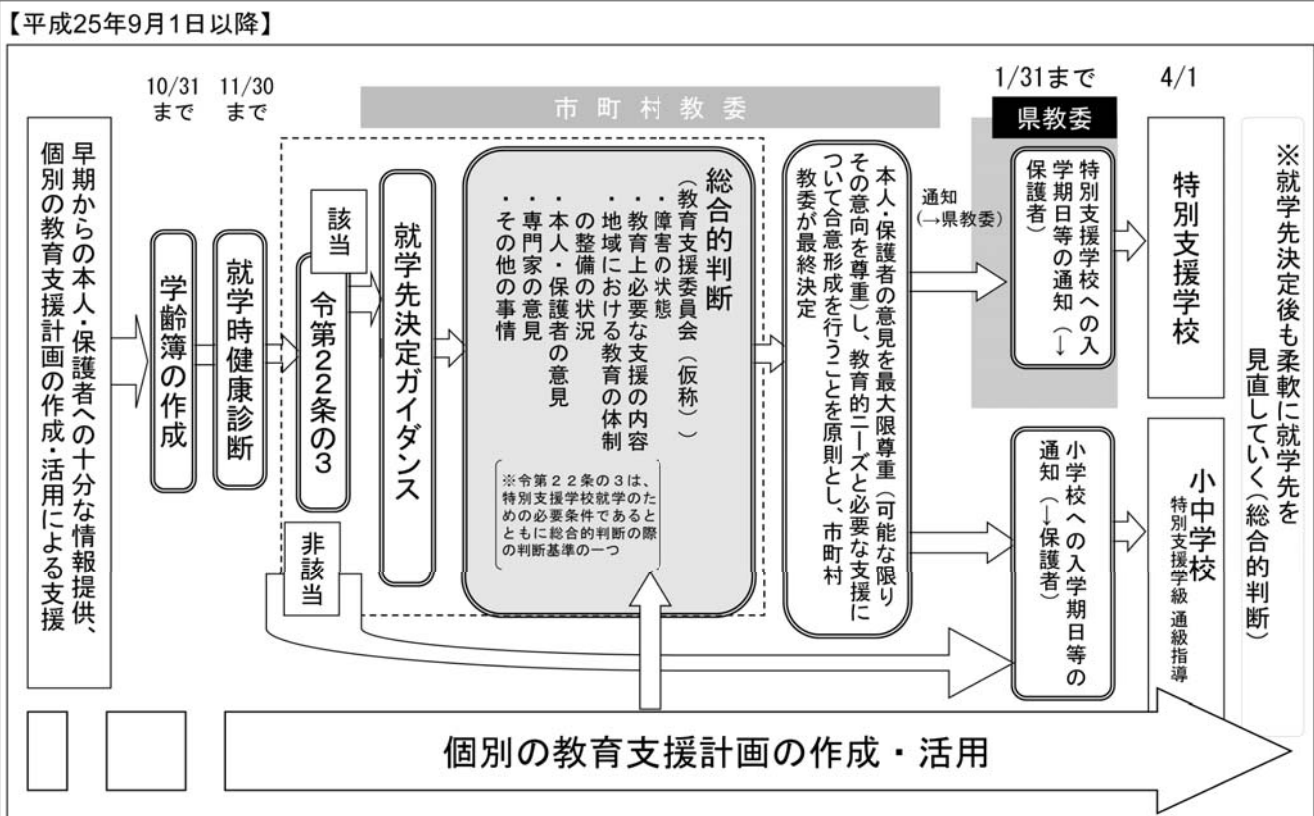 【平成25年9月1日以降】
早期からの本人・保護者への十分な情報提供、
個別の教育支援計画の作成・活用による支援
10/31
まで
学齢簿の作成
11/30
まで
就学時健康診断
市町村教委
該当
令第22条の3
非該当
就学先決定ガイダンス
総合的判断
(教育支援委員会(仮称))
・障害の状態
・教育上必要な支援の内容
・地域における教育の体制
の整備の状況
・本人・保護者の意見
・専門家の意見
・その他の事情
※令第22条の3は、
特別支援学校就学のた
めの必要条件であると
ともに総合的判断の際
の判断基準の一つ
本人・保護者の意見を最大限尊重(可能な限り
その意向を尊重)し、教育的ニーズと必要な支援に
ついて合意形成を行うことを原則とし、市町村
教委が最終決定
通知
(→県教委)
1/31まで
県教委
特別支援学校への入
学期日等の通知(→
保護者)
小学校への入学期日等の
通知(→保護者)
4/1
特別支援学校
小中学校
特別支援学級 通級指導
※就学先決定後も柔軟に就学先を
見直していく(総合的判断)
個別の教育支援計画の作成・活用